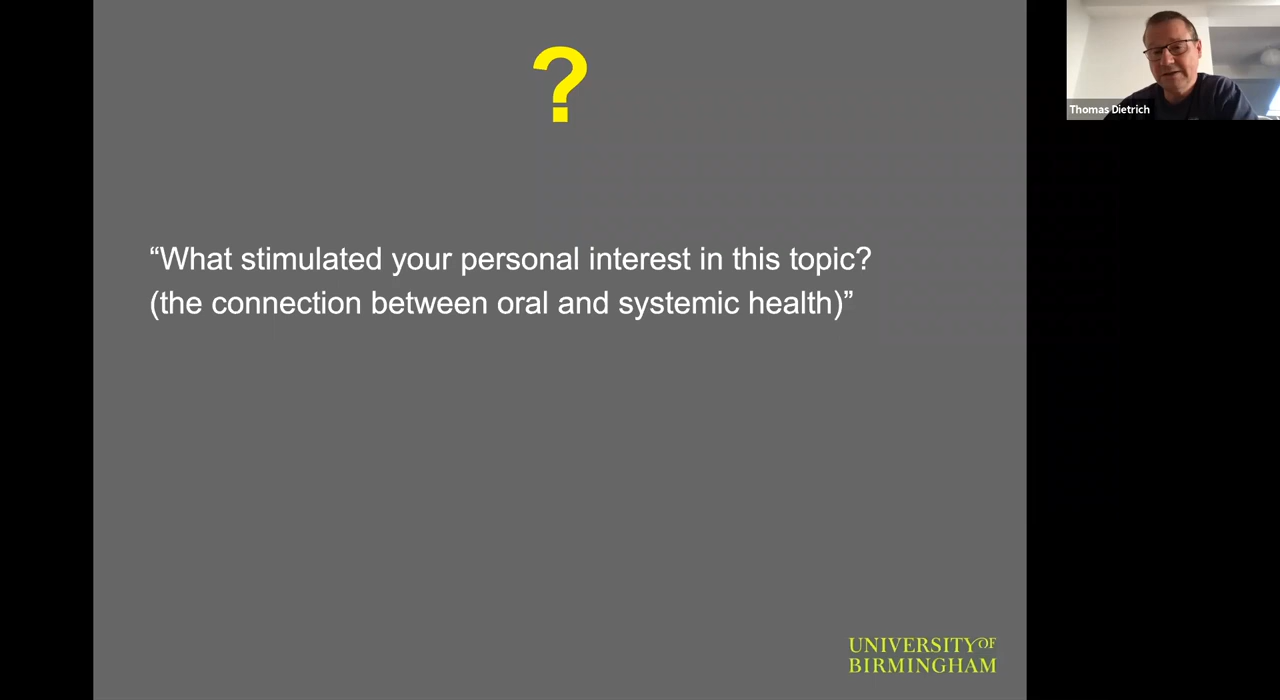 ?
Thomas Dietrich
“What stimulated your personal interest in this topic?
(the connection between oral and systemic health)”
UNIVERSITY OF
BIRMINGHAM